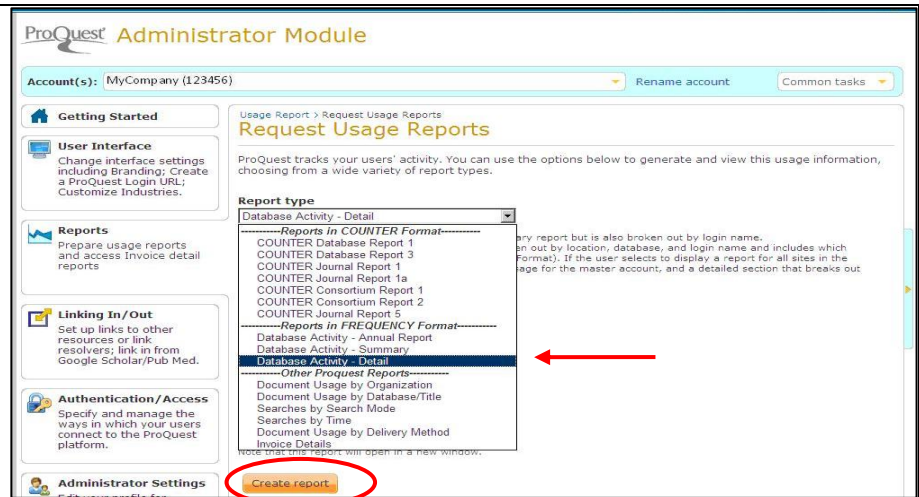 ProQuest Administrator Module
Account(s): MyCompany (123456) Rename account Common tasks
Getting Started
User Interface
Change interface settings
including Branding; Create
a ProQuest Login URL;
Customize Industries.
Reports
Prepare usage reports
and access Invoice detail
reports
Linking In/Out
Set up links to other
resources or link
resolvers; link in from
Google Scholar/Pub Med.
Authentication/Access
Specify and manage the
ways in which your users
connect to the ProQuest
platform.
Administrator Settings
Edit your profile for
Usage Report > Request Usage Reports
Request Usage Reports
ProQuest tracks your users' activity. You can use the options below to generate and view this usage information,
choosing from a wide variety of report types.
Report type
Database Activity - Detail
-----------Reports in COUNTER Format-----------
COUNTER Database Report 1
COUNTER Database Report 3
COUNTER Journal Report 1
COUNTER Journal Report 1a
COUNTER Consortium Report 1
COUNTER Consortium Report 2
COUNTER Journal Report 5
-----------Reports in FREQUENCY Format-----------
Database Activity - Annual Report
Database Activity - Summary
Database Activity - Detail
-----------Other Proquest Reports-----------
Document Usage by Organization
Document Usage by Database/Title
Searches by Search Mode
Searches by Time
Document Usage by Delivery Method
Invoice Details
ary report but is also broken out by login name.
en out by location, database, and login name and includes which
Format). If the user selects to display a report for all sites in the
sage for the master account, and a detailed section that breaks out
Note that this report will open in a new window.
Create report